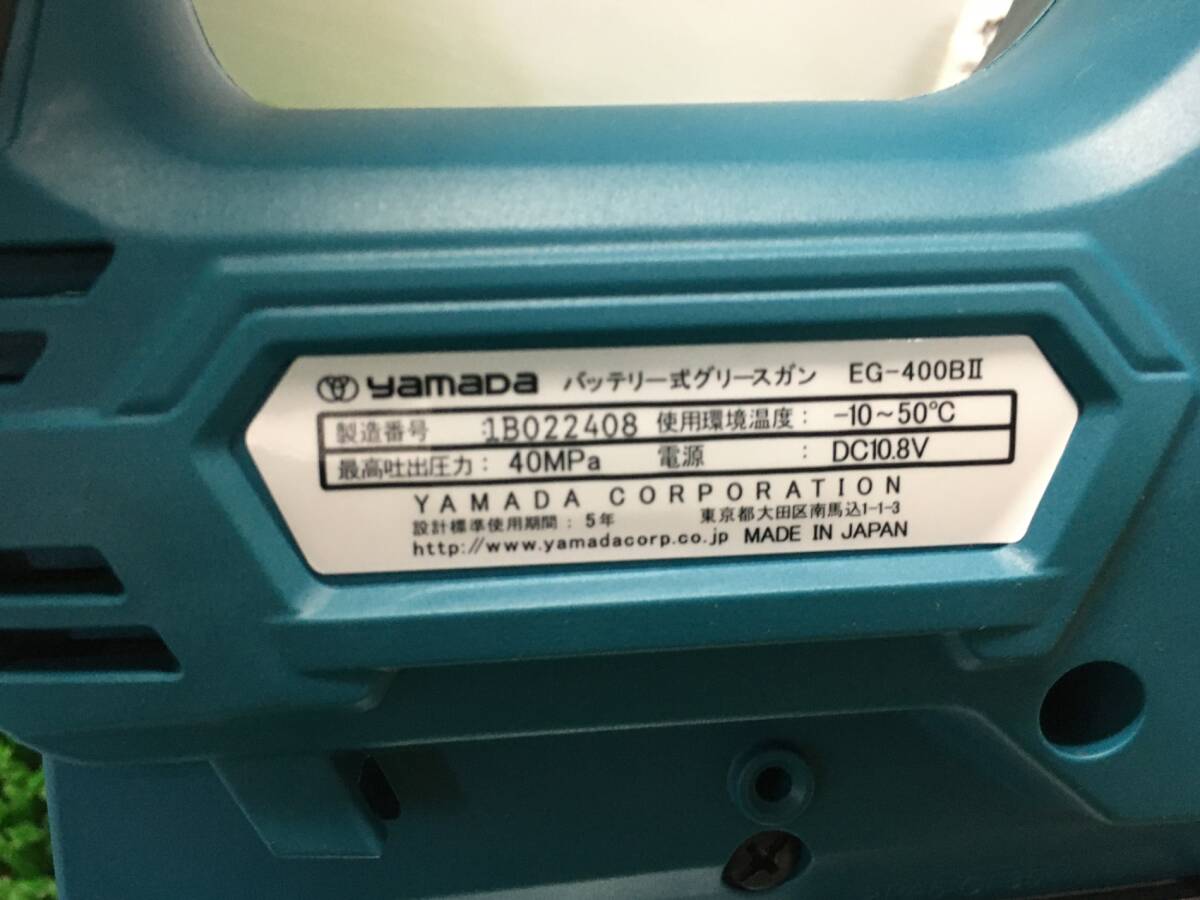 yamada バッテリー式グリースガン EG-400BⅡ
製造番号 1B022408 使用環境温度: -10~50℃
最高吐出圧力: 40MPa 電源 : DC10.8V
YAMADA CORPORATION
設計標準使用期間: 5年 東京都大田区南馬込1-1-3
http://www.yamadacorp.co.jp MADE IN JAPAN